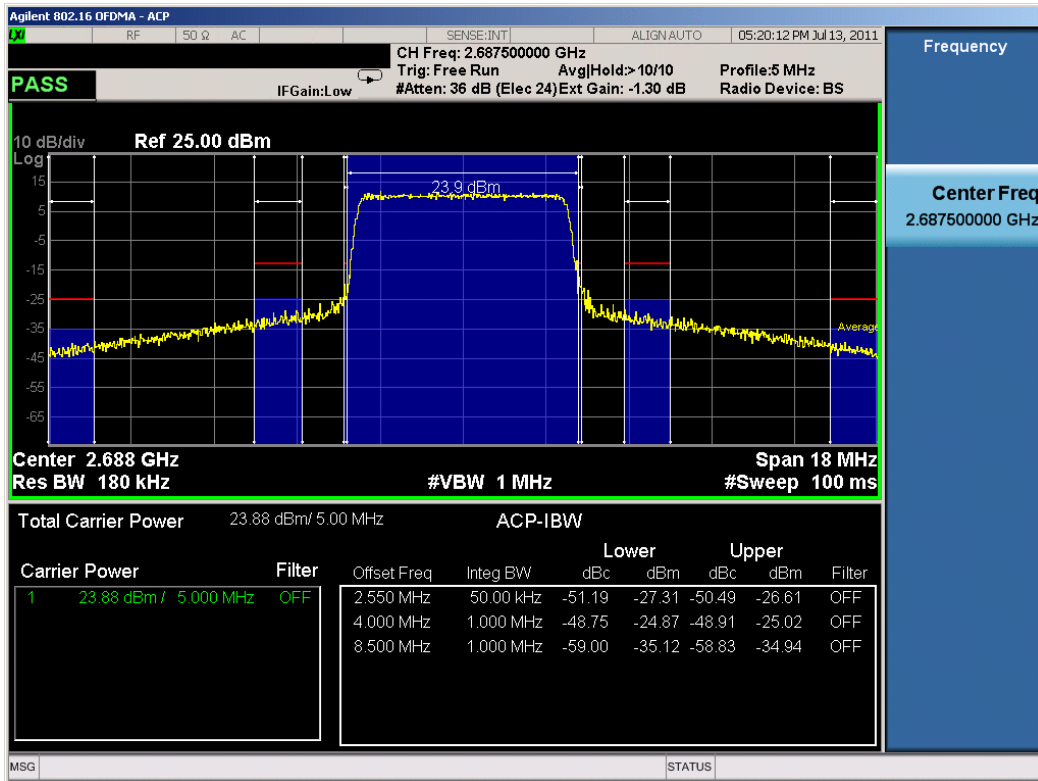 Agilent 802.16 OFDMA - ACP
LXI RF 50 Ω AC SENSE:INT ALIGNAUTO 05:20:12 PM Jul 13, 2011
CH Freq: 2.687500000 GHz
PASS Trig: Free Run Avg|Hold:> 10/10 Profile:5 MHz
IFGain:Low #Atten: 36 dB (Elec 24) Ext Gain: -1.30 dB Radio Device: BS
10 dB/div Ref 25.00 dBm
Log
15
23.9 dBm
5
-5
-15
-25
-35
Average
-45
-55
-65
Center 2.688 GHz Span 18 MHz
Res BW 180 kHz #VBW 1 MHz #Sweep 100 ms
Total Carrier Power 23.88 dBm/ 5.00 MHz ACP-IBW
Lower Upper
Carrier Power Filter Offset Freq Integ BW dBc dBm dBc dBm Filter
1 23.88 dBm / 5.000 MHz OFF 2.550 MHz 50.00 kHz -51.19 -27.31 -50.49 -26.61 OFF
4.000 MHz 1.000 MHz -48.75 -24.87 -48.91 -25.02 OFF
8.500 MHz 1.000 MHz -59.00 -35.12 -58.83 -34.94 OFF
MSG STATUS
Frequency
Center Freq
2.687500000 GHz